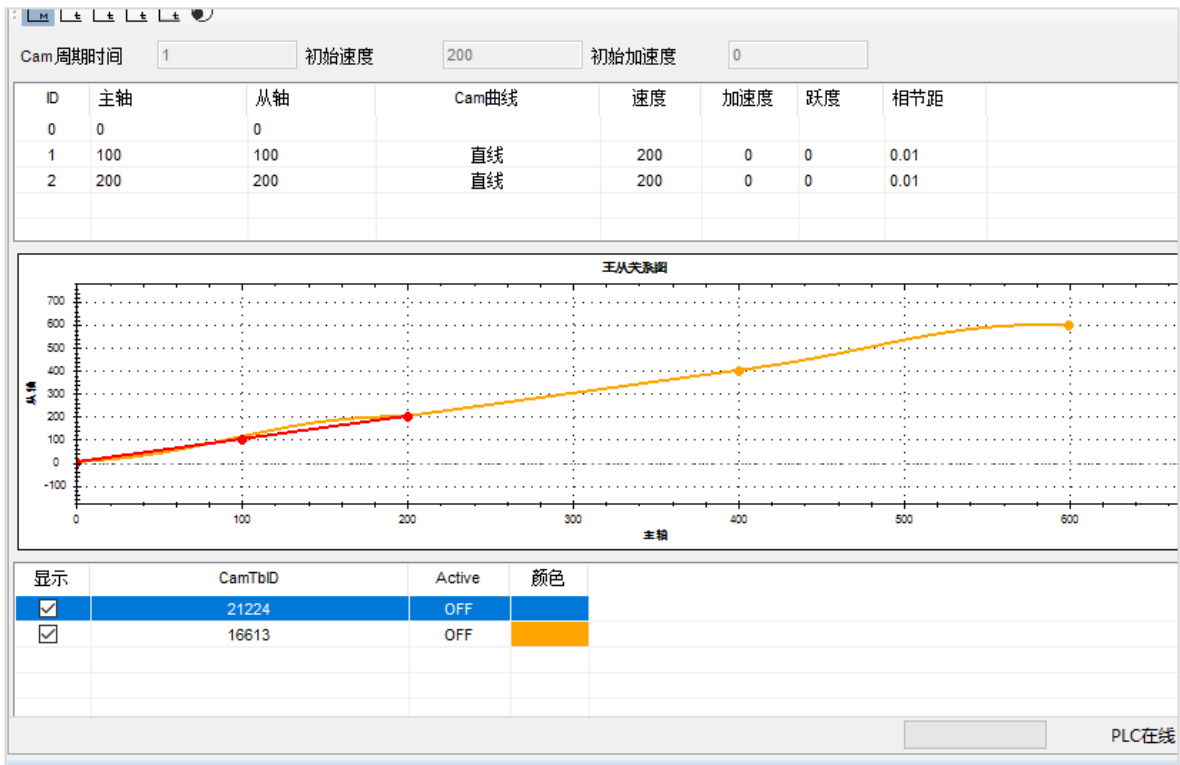 M t t t t
Cam周期时间 1 初始速度 200 初始加速度 0
ID 主轴 从轴 Cam曲线 速度 加速度 跃度 相节距
0 0 0
1 100 100 直线 200 0 0 0.01
2 200 200 直线 200 0 0 0.01
主从关系图
700
600
500
400
300
200
100
0
-100
从轴
0 100 200 300 400 500 600
主轴
显示 CamTbID Active 颜色
21224 OFF
16613 OFF
PLC在线